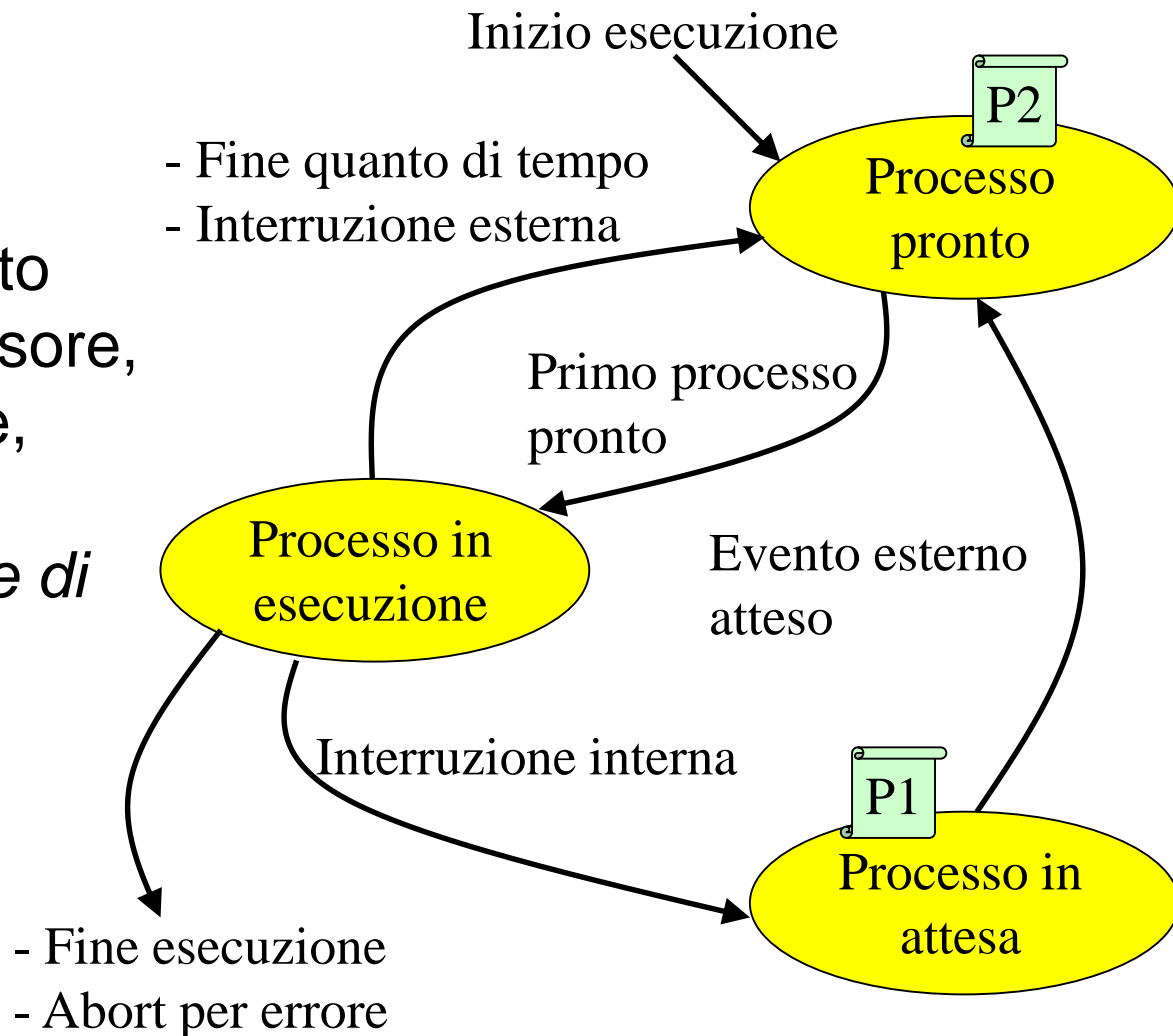 Inizio esecuzione
P2
- Fine quanto di tempo
- Interruzione esterna
Processo
pronto
to
sore,
e,
e di
Primo processo
pronto
Processo in
esecuzione
Evento esterno
atteso
Interruzione interna
P1
Processo in
attesa
- Fine esecuzione
- Abort per errore